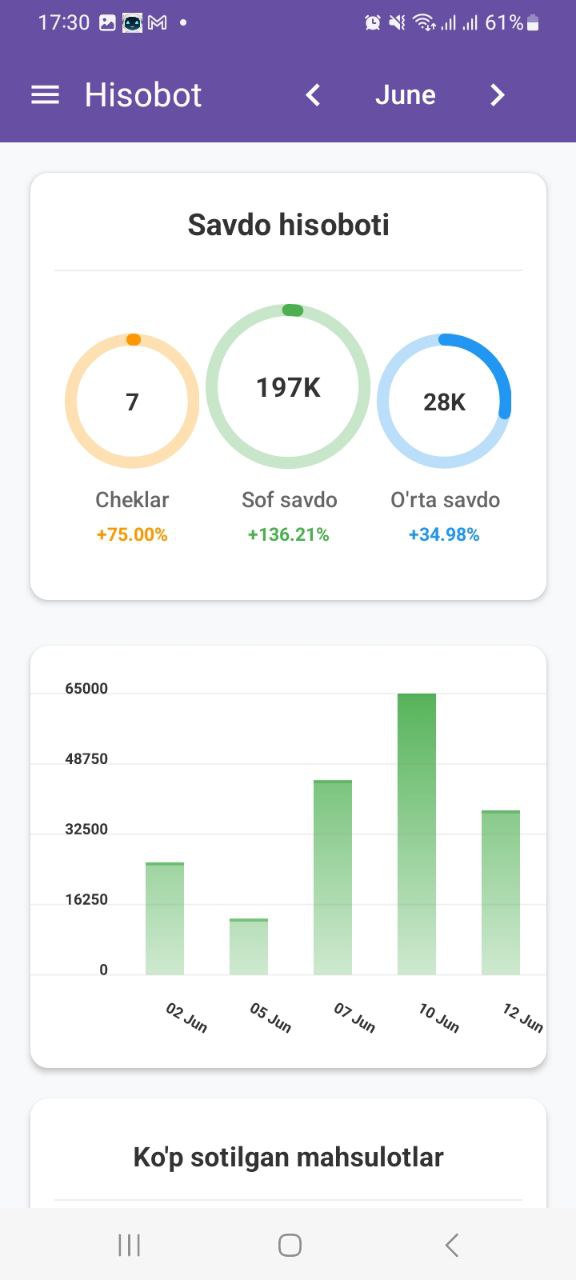 17:30 61%
Hisobot June
Savdo hisoboti
7 197K 28K
Cheklar Sof savdo O'rta savdo
+75.00% +136.21% +34.98%
65000
48750
32500
16250
0
02 Jun 05 Jun 07 Jun 10 Jun 12 Jun
Ko'p sotilgan mahsulotlar